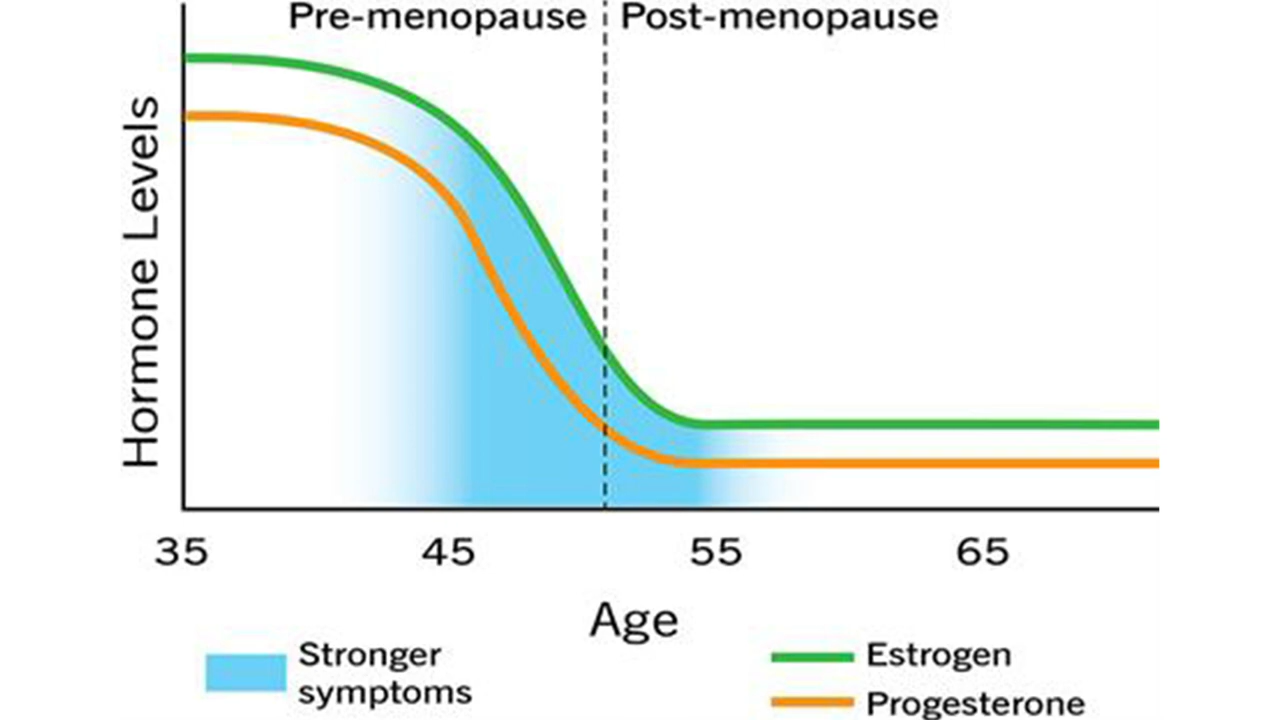 Pre-menopause Post-menopause
Hormone Levels
35 45 55 65
Age
Stronger
symptoms
Estrogen
Progesterone